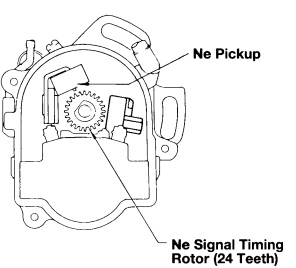 Ne Pickup
Ne Signal Timing
Rotor (24 Teeth)